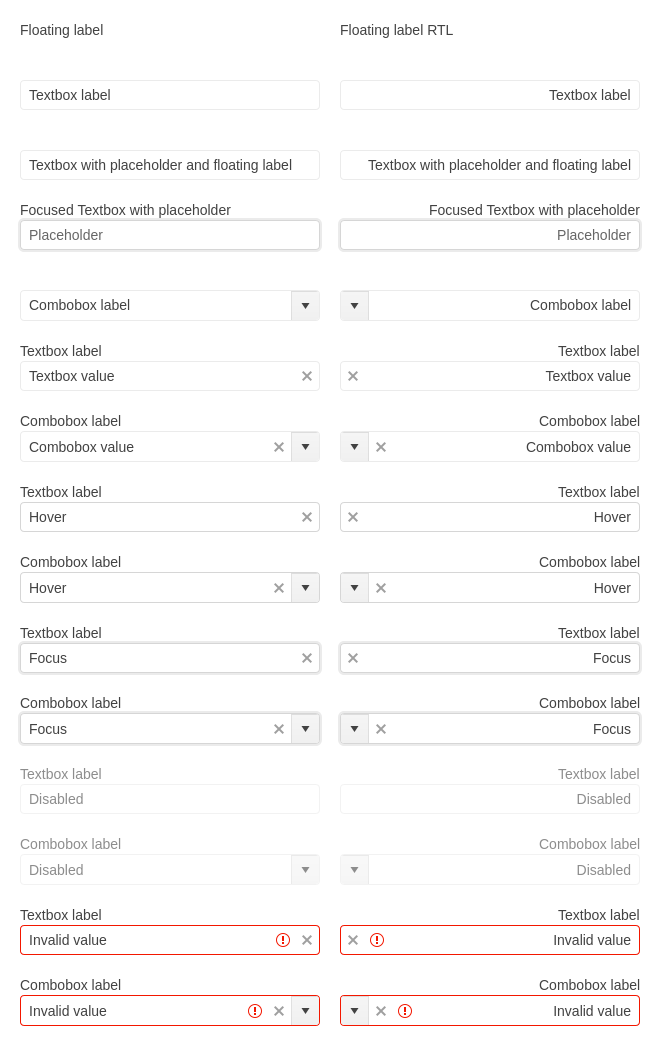 Floating label
Floating label RTL
Textbox label
Textbox label
Textbox with placeholder and floating label
Textbox with placeholder and floating label
Focused Textbox with placeholder
Focused Textbox with placeholder
Placeholder
Placeholder
Combobox label
Combobox label
Textbox label
Textbox label
Textbox value
Textbox value
Combobox label
Combobox label
Combobox value
Combobox value
Textbox label
Textbox label
Hover
Hover
Combobox label
Combobox label
Hover
Hover
Textbox label
Textbox label
Focus
Focus
Combobox label
Combobox label
Focus
Focus
Textbox label
Textbox label
Disabled
Disabled
Combobox label
Combobox label
Disabled
Disabled
Textbox label
Textbox label
Invalid value
Invalid value
Combobox label
Combobox label
Invalid value
Invalid value